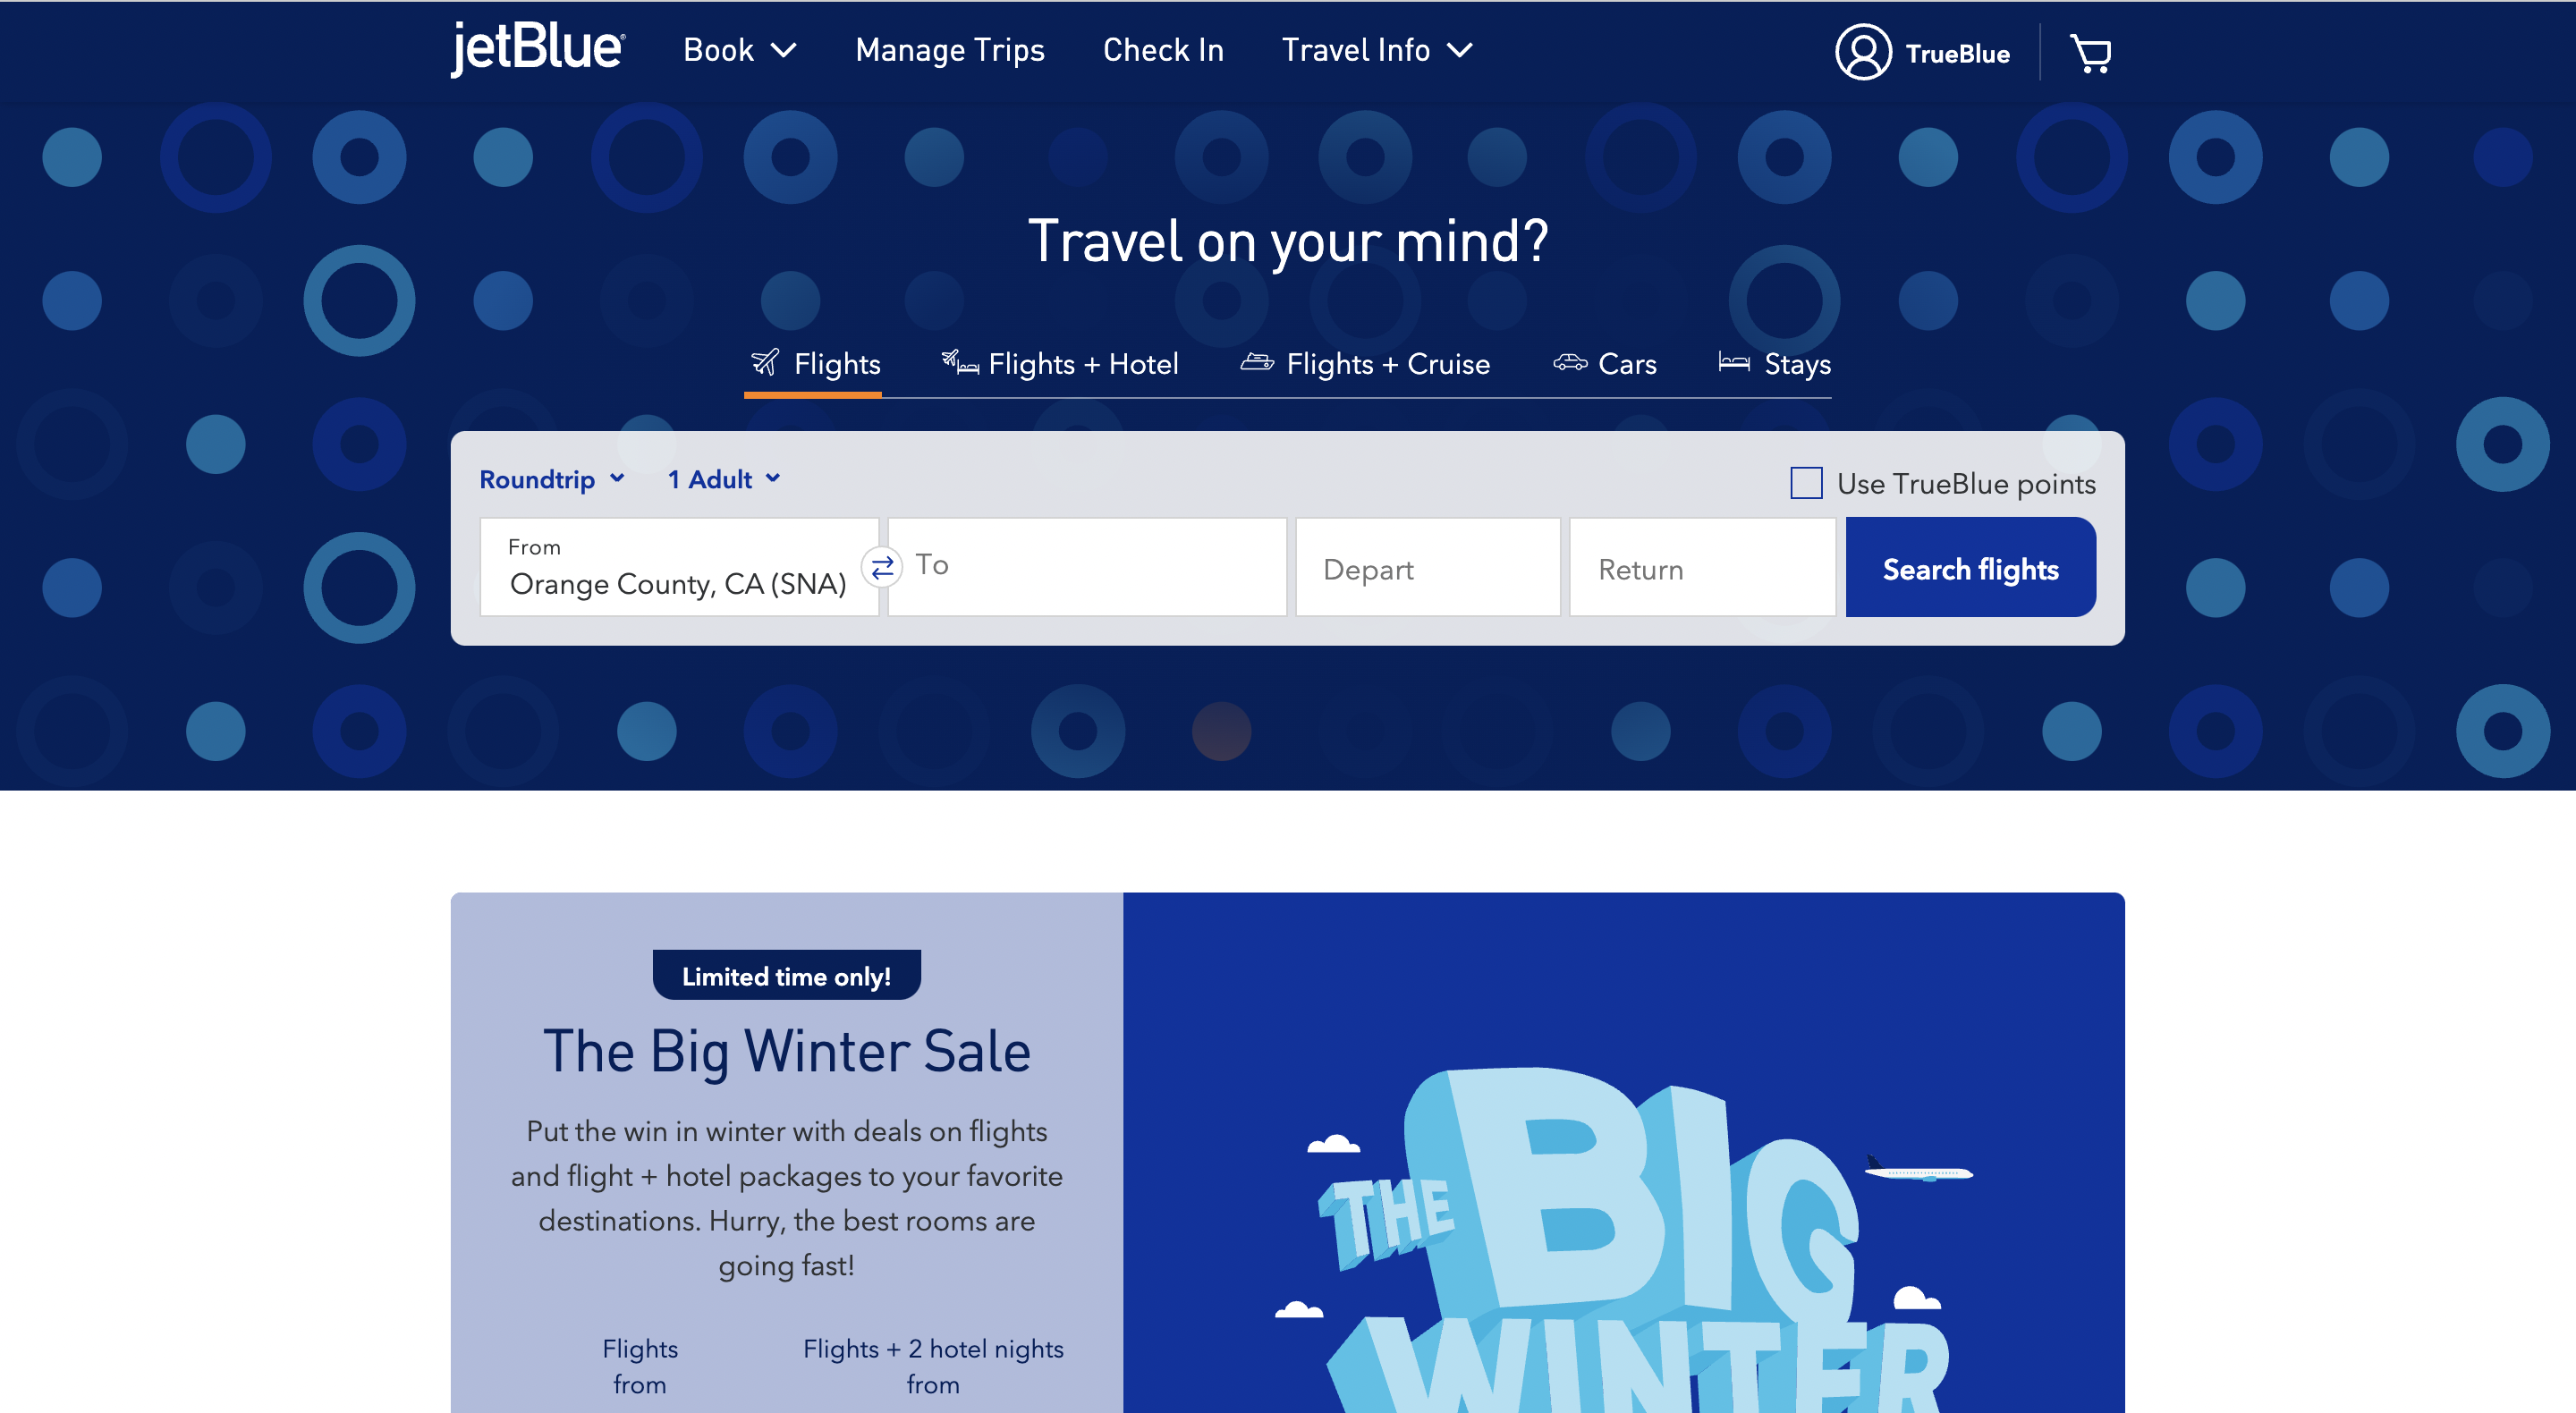 jetBlue
Book
Manage Trips
Check In
Travel Info
TrueBlue
Travel on your mind?
Flights
Flights + Hotel
Flights + Cruise
Cars
Stays
Roundtrip
1 Adult
Use TrueBlue points
From
Orange County, CA (SNA)
To
Depart
Return
Search flights
Limited time only!
The Big Winter Sale
Put the win in winter with deals on flights
and flight + hotel packages to your favorite
destinations. Hurry, the best rooms are
going fast!
Flights
from
Flights + 2 hotel nights
from
THE
BIG
WINTER